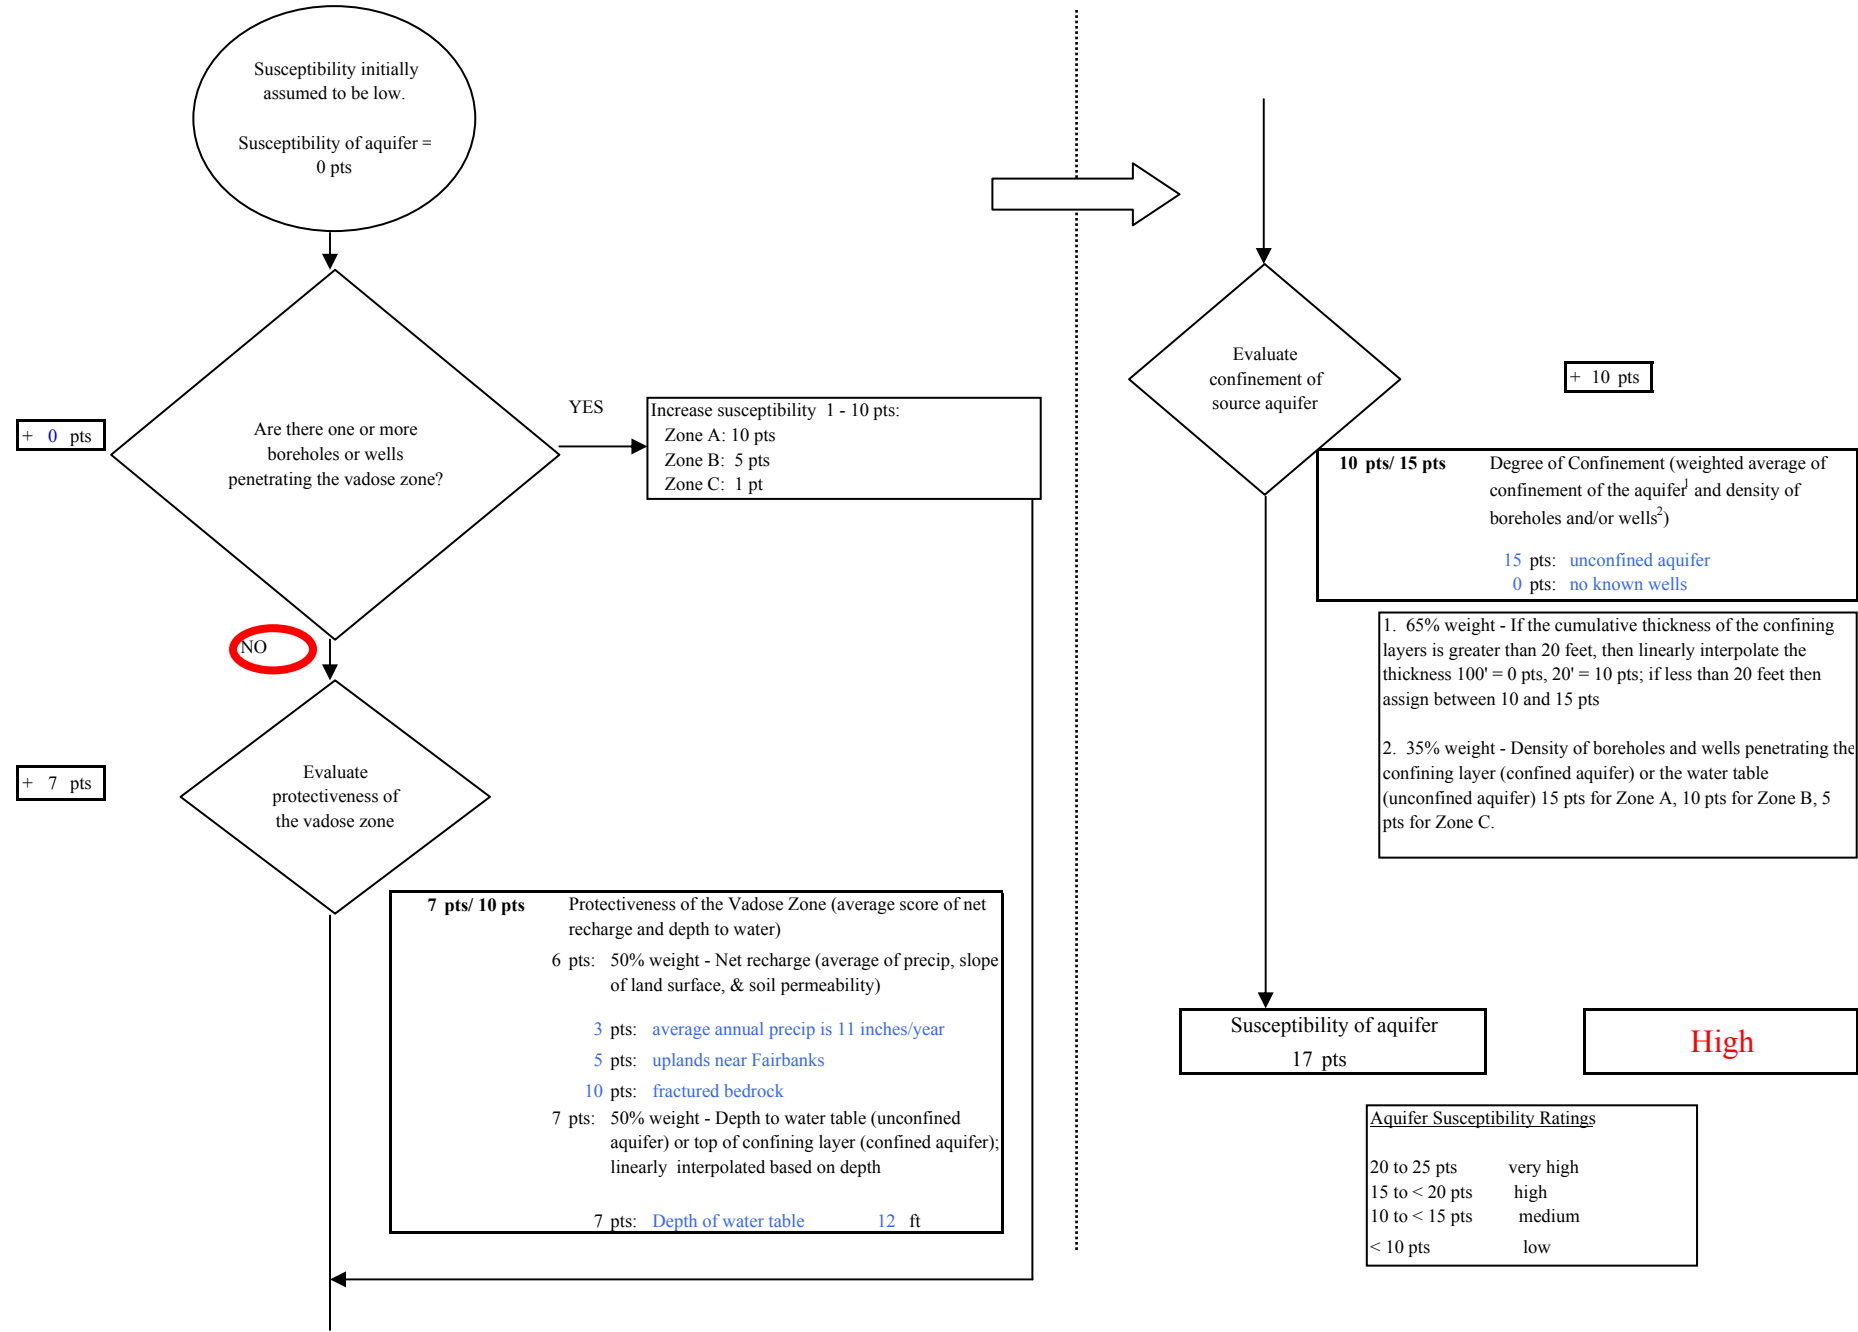 Susceptibility initially
assumed to be low.
Susceptibility of aquifer =
0 pts
+ 0 pts
Are there one or more
boreholes or wells
penetrating the vadose zone?
YES
Increase susceptibility 1 - 10 pts:
Zone A: 10 pts
Zone B: 5 pts
Zone C: 1 pt
NO
+ 7 pts
Evaluate
protectiveness of
the vadose zone
7 pts/ 10 pts
Protectiveness of the Vadose Zone (average score of net
recharge and depth to water)
6 pts: 50% weight - Net recharge (average of precip, slope
of land surface, & soil permeability)
3 pts: average annual precip is 11 inches/year
5 pts: uplands near Fairbanks
10 pts: fractured bedrock
7 pts: 50% weight - Depth to water table (unconfined
aquifer) or top of confining layer (confined aquifer);
linearly interpolated based on depth
7 pts: Depth of water table 12 ft
Evaluate
confinement of
source aquifer
+ 10 pts
10 pts/ 15 pts
Degree of Confinement (weighted average of
confinement of the aquifer1 and density of
boreholes and/or wells2)
15 pts: unconfined aquifer
0 pts: no known wells
1. 65% weight - If the cumulative thickness of the confining
layers is greater than 20 feet, then linearly interpolate the
thickness 100' = 0 pts, 20' = 10 pts; if less than 20 feet then
assign between 10 and 15 pts
2. 35% weight - Density of boreholes and wells penetrating the
confining layer (confined aquifer) or the water table
(unconfined aquifer) 15 pts for Zone A, 10 pts for Zone B, 5
pts for Zone C.
Susceptibility of aquifer
17 pts
High
Aquifer Susceptibility Ratings
20 to 25 pts very high
15 to < 20 pts high
10 to < 15 pts medium
< 10 pts low